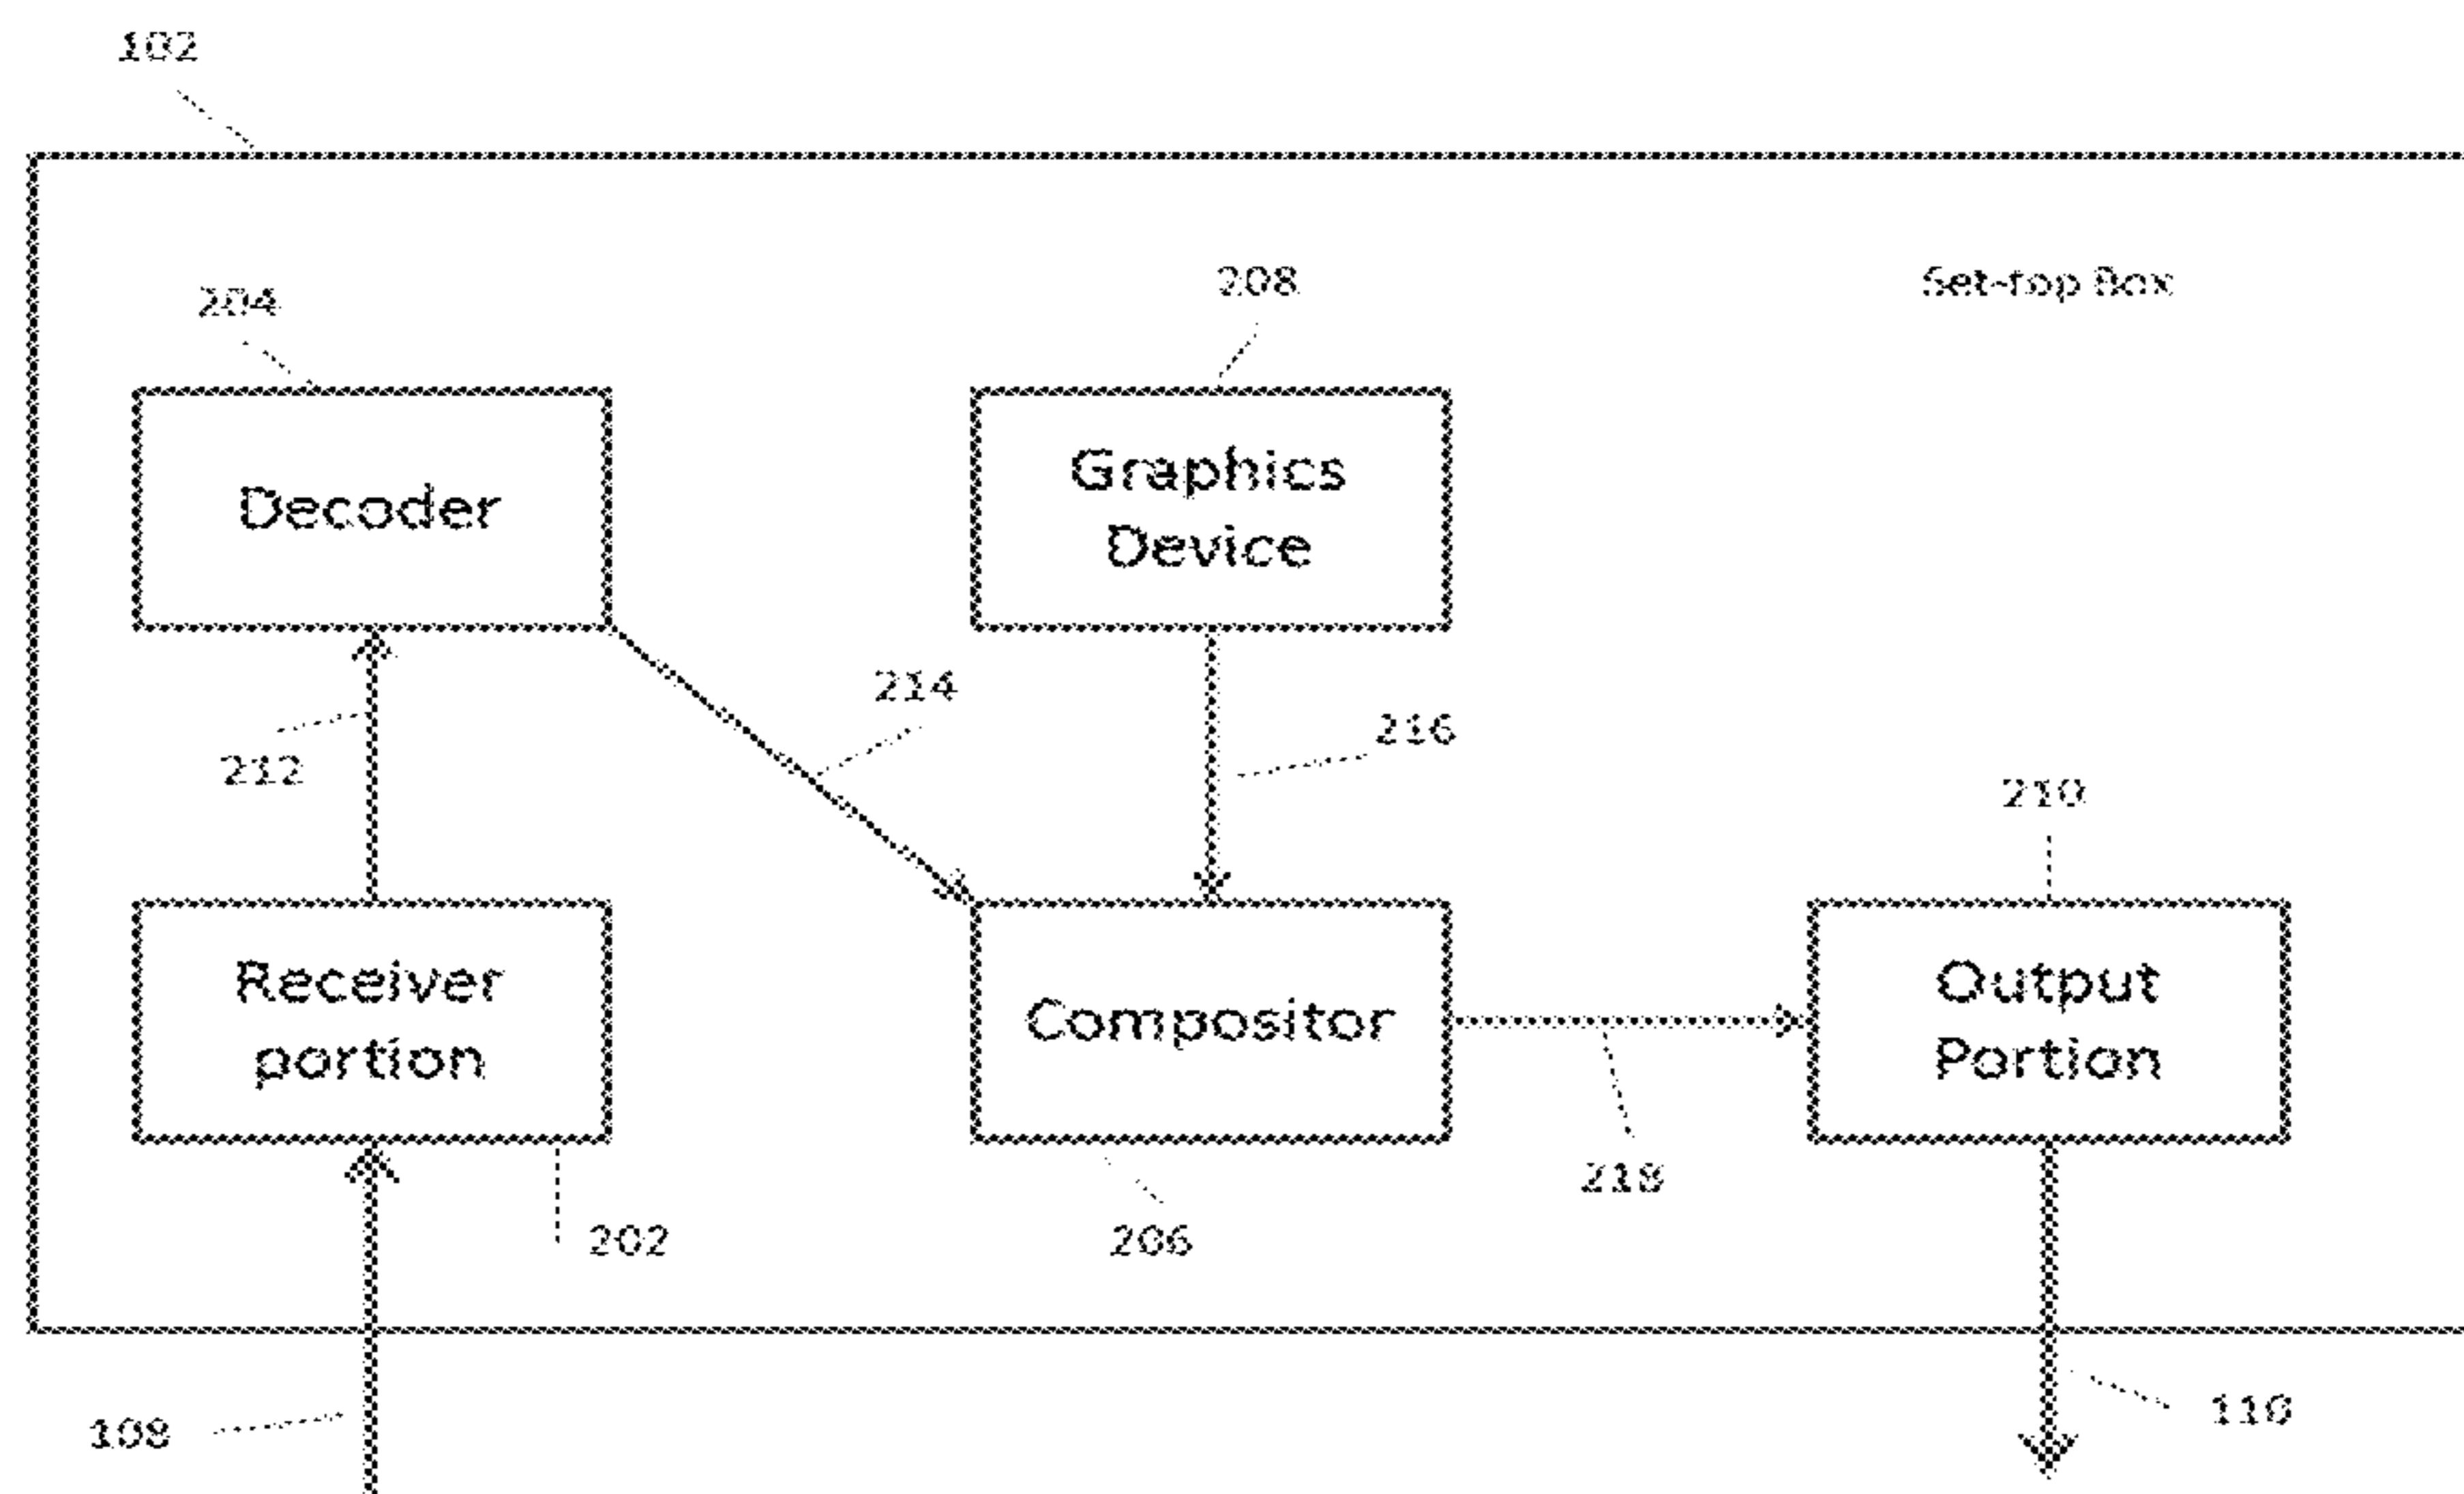 102
204
208
Set-top Box
Decoder
Graphics
Device
214
216
212
210
Receiver
portion
Compositor
Output
Portion
218
202
206
108
110